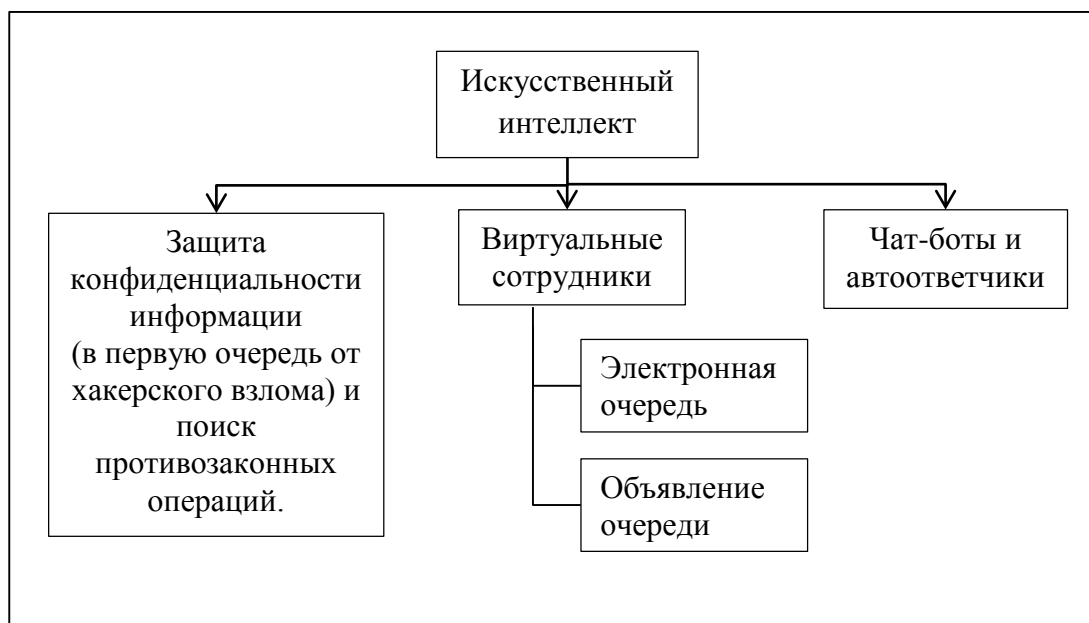 Искусственный
интеллект
Защита
конфиденциальности
информации
(в первую очередь от
хакерского взлома) и
поиск
противозаконных
операций.
Виртуальные
сотрудники
Чат-боты и
автоответчики
Электронная
очередь
Объявление
очереди